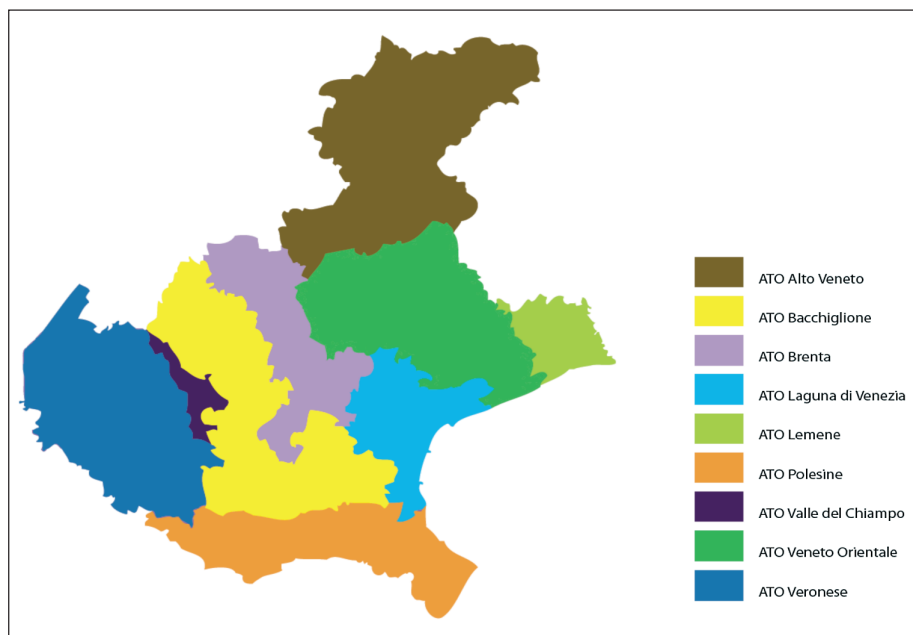 ATO Alto Veneto
ATO Bacchiglione
ATO Brenta
ATO Laguna di Venezia
ATO Lemene
ATO Polesine
ATO Valle del Chiampo
ATO Veneto Orientale
ATO Veronese